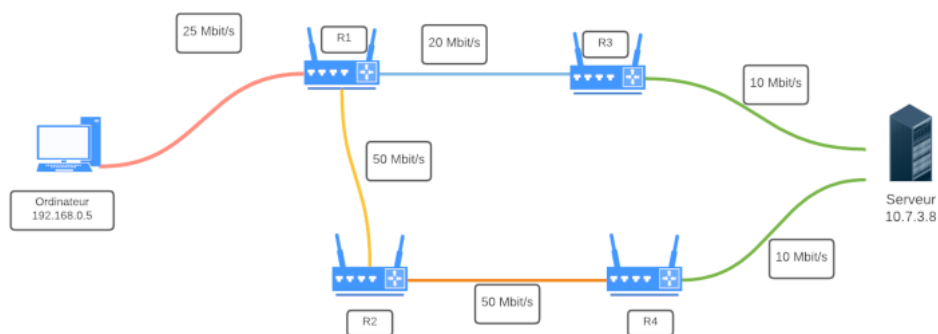 25 Mbit/s
R1
20 Mbit/s
R3
10 Mbit/s
50 Mbit/s
Ordinateur
192.168.0.5
Serveur
10.7.3.8
10 Mbit/s
50 Mbit/s
R2
R4